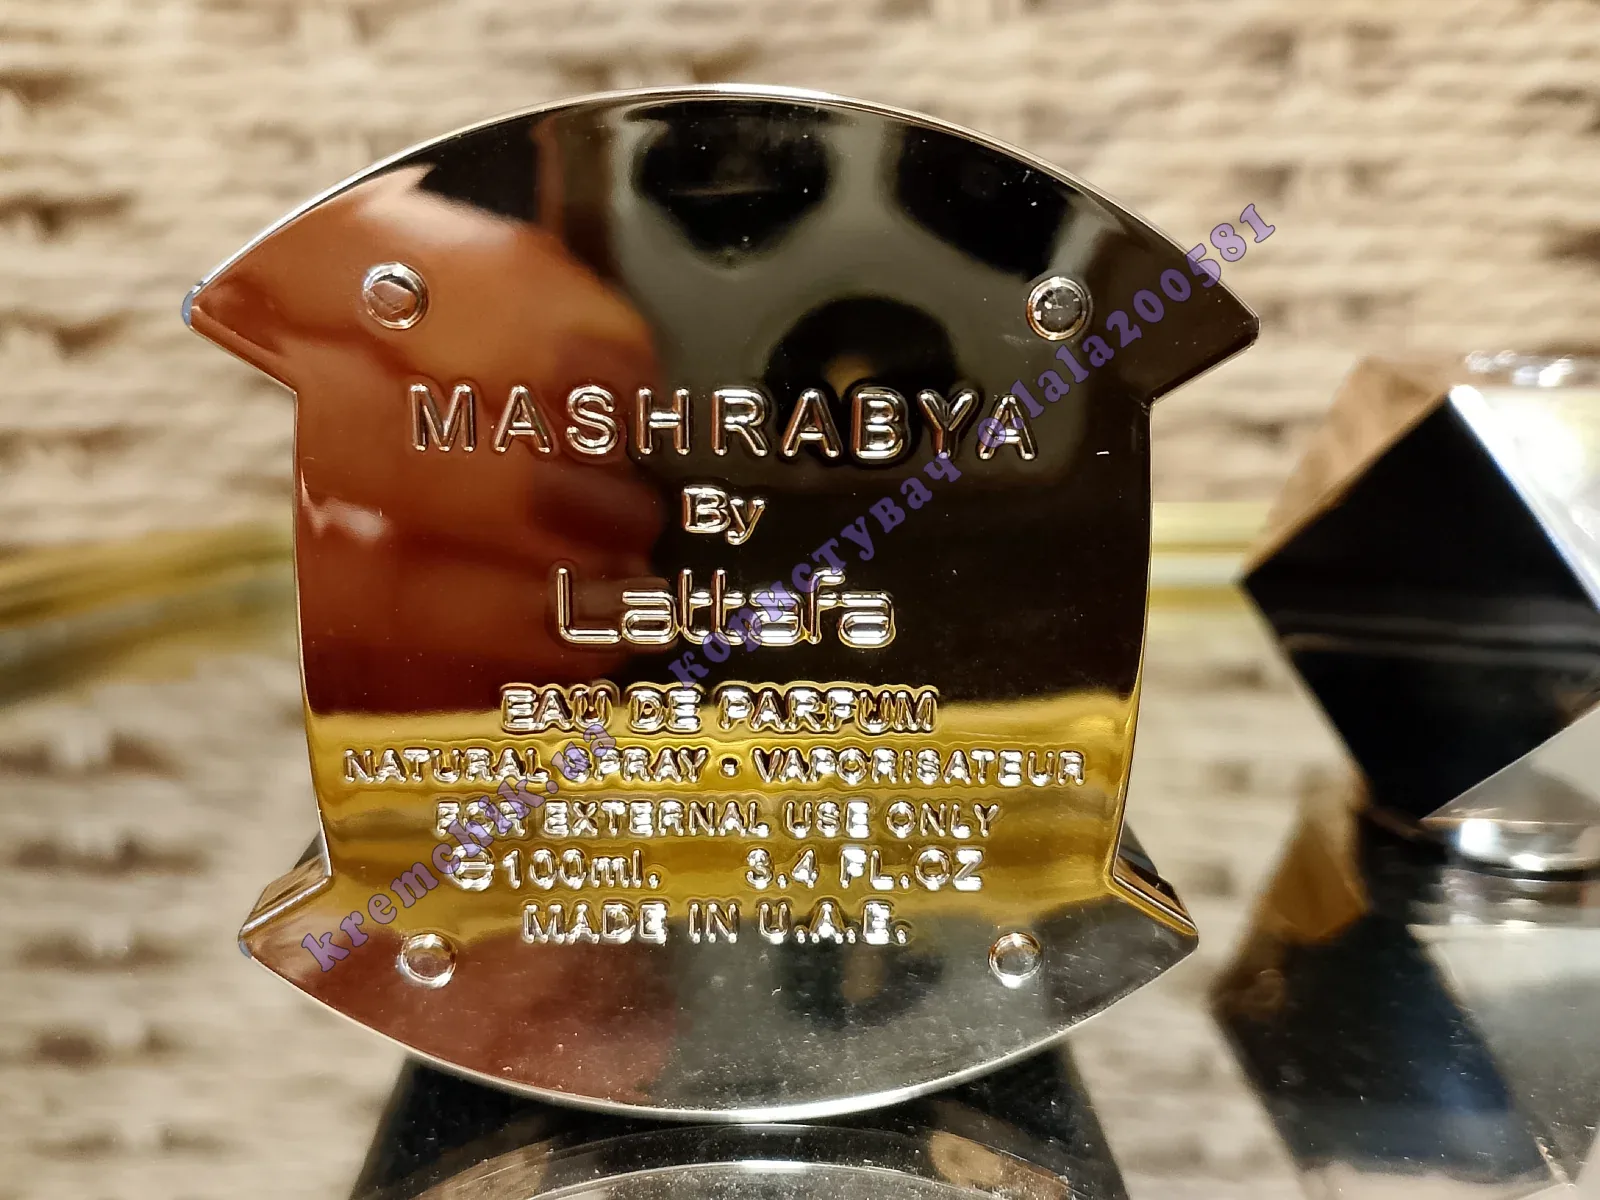 MASHRABYA
By
Lattafa
EAU DE PARFUM
NATURAL SPRAY • VAPORISATEUR
FOR EXTERNAL USE ONLY
e100ml. 3.4 FL.OZ
MADE IN U.A.E.
kremchik.ua користувач olala200581